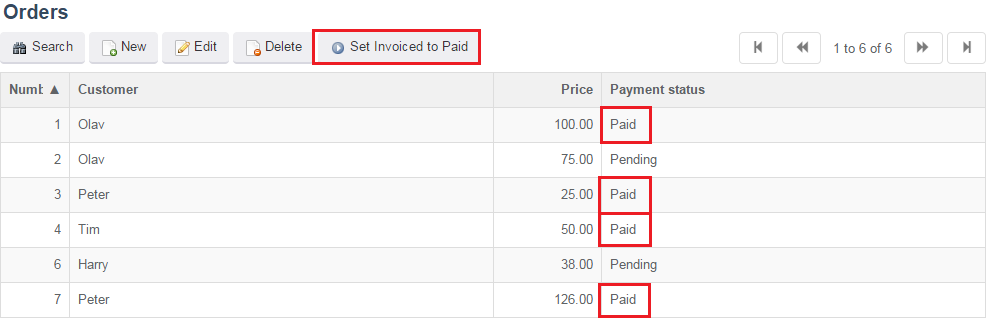 Orders
Search New Edit Delete Set Invoiced to Paid 1 to 6 of 6
Numb ▲ Customer Price Payment status
1 Olav 100.00 Paid
2 Olav 75.00 Pending
3 Peter 25.00 Paid
4 Tim 50.00 Paid
6 Harry 38.00 Pending
7 Peter 126.00 Paid